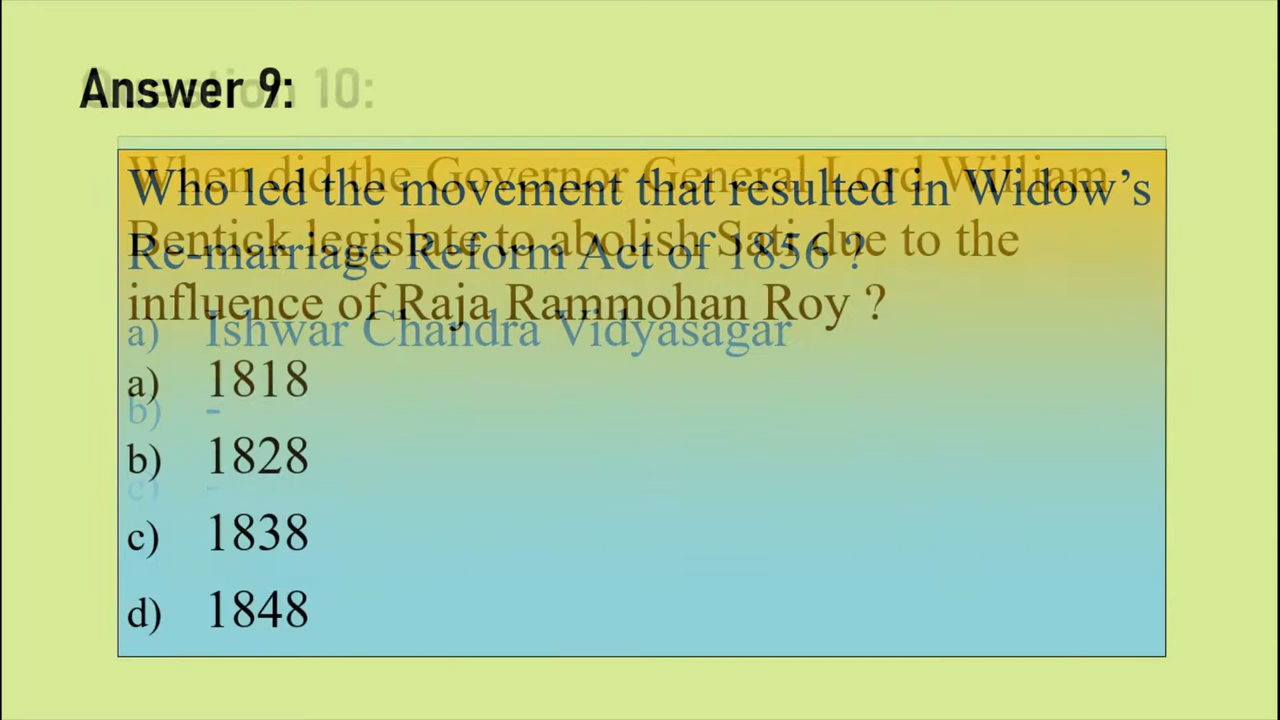 Answer 9:
Question 10:
Who led the movement that resulted in Widow's
Re-marriage Reform Act of 1856 ?
a) Ishwar Chandra Vidyasagar
b) -
c) -
When did the Governor General Lord William
Bentick legislate to abolish Sati due to the
influence of Raja Rammohan Roy ?
a) 1818
b) 1828
c) 1838
d) 1848